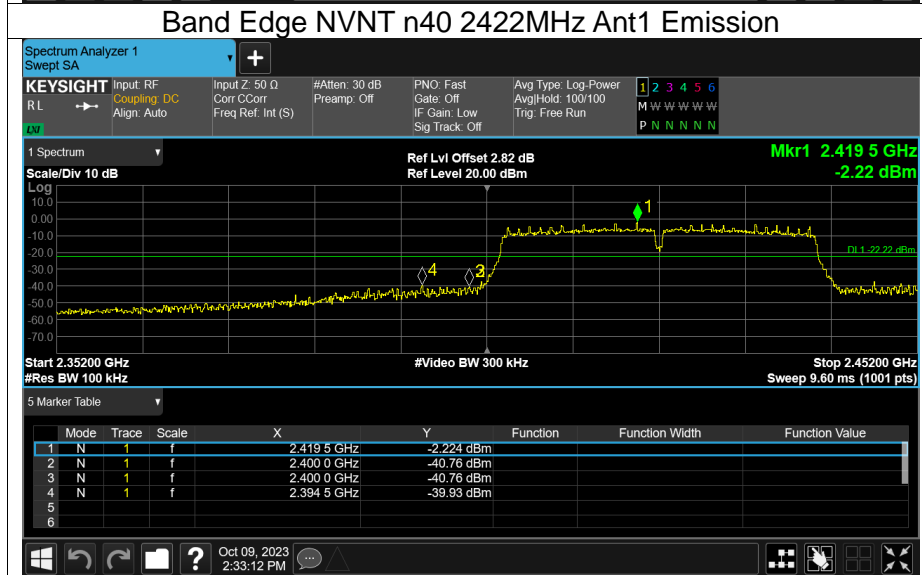 Band Edge NVNT n40 2422MHz Ant1 Emission
Spectrum Analyzer 1
Swept SA
+
KEYSIGHT
R L
LXI
Input: RF
Coupling: DC
Align: Auto
Input Z: 50 Ω
Corr CCorr
Freq Ref: Int (S)
#Atten: 30 dB
Preamp: Off
PNO: Fast
Gate: Off
IF Gain: Low
Sig Track: Off
Avg Type: Log-Power
Avg|Hold: 100/100
Trig: Free Run
1 2 3 4 5 6
M W W W W W
P N N N N N
1 Spectrum
Scale/Div 10 dB
Ref Lvl Offset 2.82 dB
Ref Level 20.00 dBm
Mkr1 2.419 5 GHz
-2.22 dBm
Log
10.0
0.00
-10.0
-20.0
-30.0
-40.0
-50.0
-60.0
-70.0
1
DL1 -22.22 dBm
4
Start 2.35200 GHz
#Res BW 100 kHz
#Video BW 300 kHz
Stop 2.45200 GHz
Sweep 9.60 ms (1001 pts)
5 Marker Table
Mode Trace Scale X Y Function Function Width Function Value
1 N 1 f 2.419 5 GHz -2.224 dBm
2 N 1 f 2.400 0 GHz -40.76 dBm
3 N 1 f 2.400 0 GHz -40.76 dBm
4 N 1 f 2.394 5 GHz -39.93 dBm
5
6
?
Oct 09, 2023
2:33:12 PM